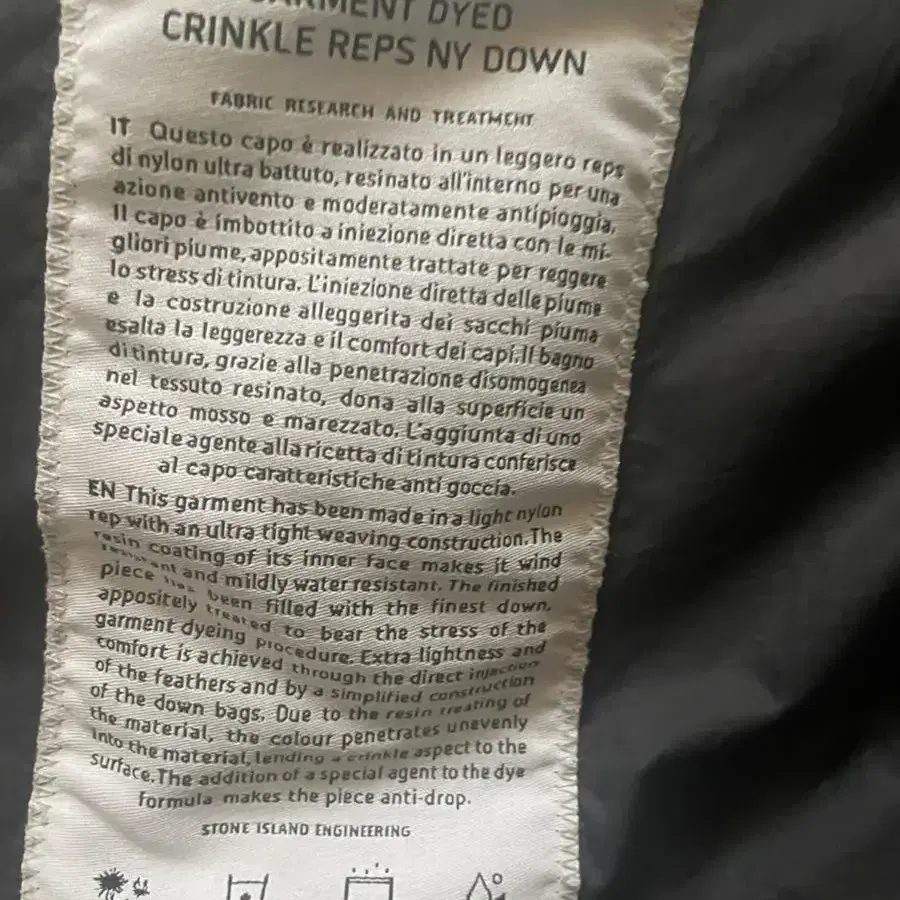 GARMENT DYED
CRINKLE REPS NY DOWN
FABRIC RESEARCH AND TREATMENT
IT Questo capo è realizzato in un leggero reps
di nylon ultra battuto, resinato all'interno per una
azione antivento e moderatamente antipioggia.
Il capo è imbottito a iniezione diretta con le mi-
gliori piume, appositamente trattate per reggere
lo stress di tintura. L'iniezione diretta delle piume
e la costruzione alleggerita dei sacchi piuma
esalta la leggerezza e il comfort dei capi.Il bagno
di tintura, grazie alla penetrazione disomogenea
nel tessuto resinato, dona alla superficie un
aspetto mosso e marezzato. L'aggiunta di uno
speciale agente alla ricetta di tintura conferisce
al capo caratteristiche anti goccia.
EN This garment has been made in a light nylon
rep with an ultra tight weaving construction.The
resin coating of its inner face makes it wind
resistant and mildly water resistant. The finished
piece has been filled with the finest down,
appositely treated to bear the stress of the
garment dyeing procedure. Extra lightness and
comfort is achieved through the direct injection
of the feathers and by a simplified construction
of the down bags. Due to the resin treating of
the material, the colour penetrates unevenly
into the material, lending a crinkle aspect to the
surface.The addition of a special agent to the dye
formula makes the piece anti-drop.
STONE ISLAND ENGINEERING